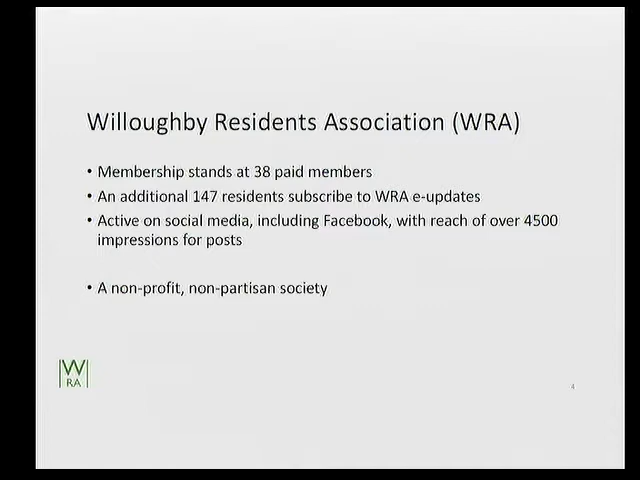 Willoughby Residents Association (WRA)
• Membership stands at 38 paid members
• An additional 147 residents subscribe to WRA e-updates
• Active on social media, including Facebook, with reach of over 4500
impressions for posts
• A non-profit, non-partisan society
W
RA
4